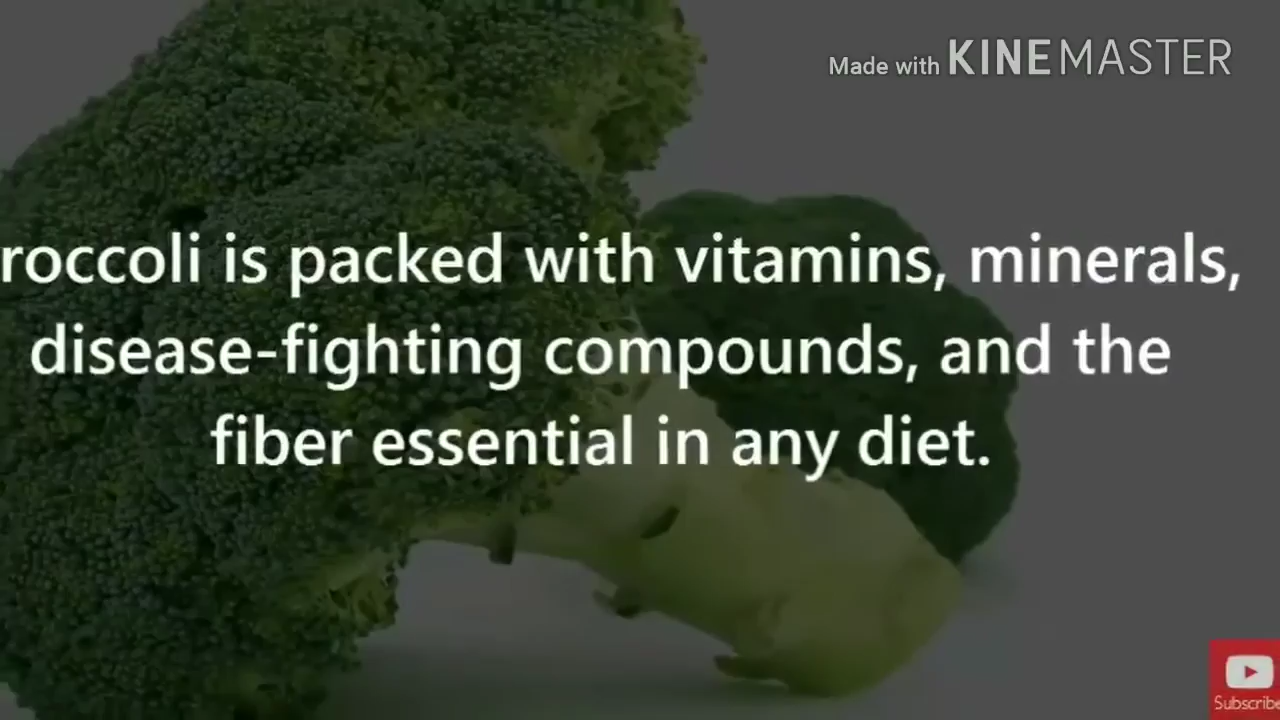 Made with KINEMASTER
roccoli is packed with vitamins, minerals,
disease-fighting compounds, and the
fiber essential in any diet.
Subscribe